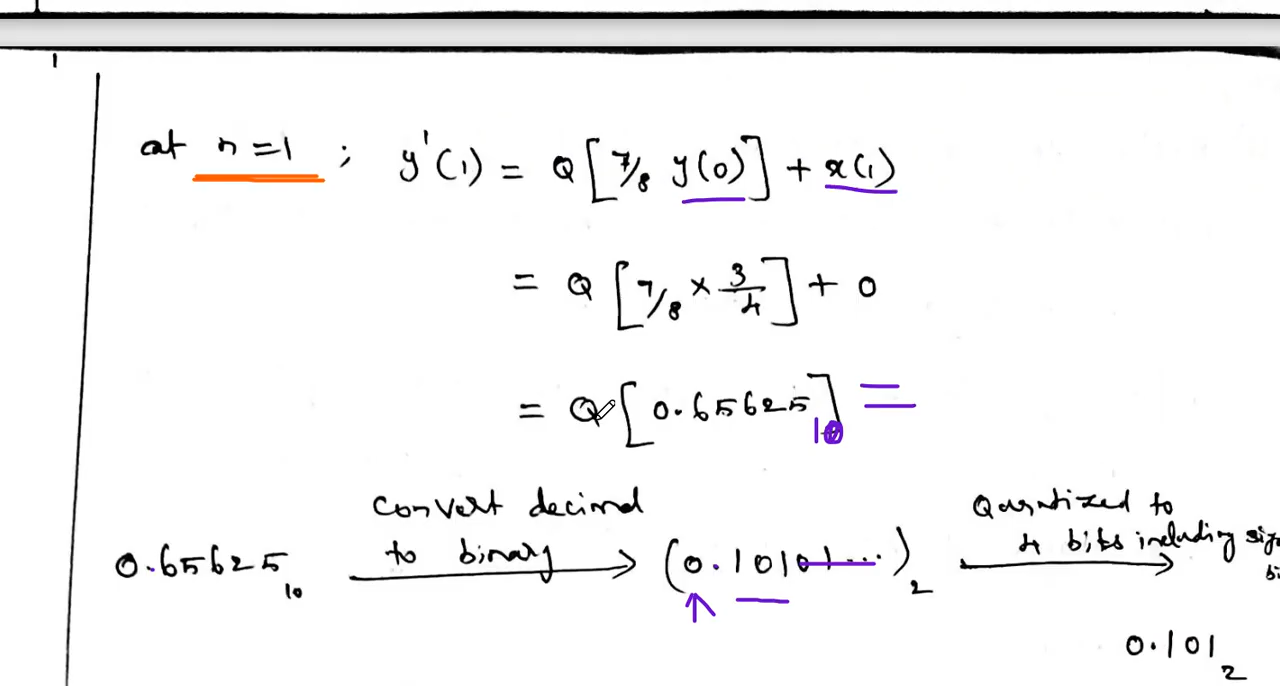 at n=1 ; y'(1) = Q[7/8 y(0)] + x(1)
= Q[7/8 × 3/4] + 0
= Q[0.65625]10 =
convert decimal to binary
Quantized to 4 bits including sign bi
0.65625 10 → (0.10101...)2 →
0.101 2